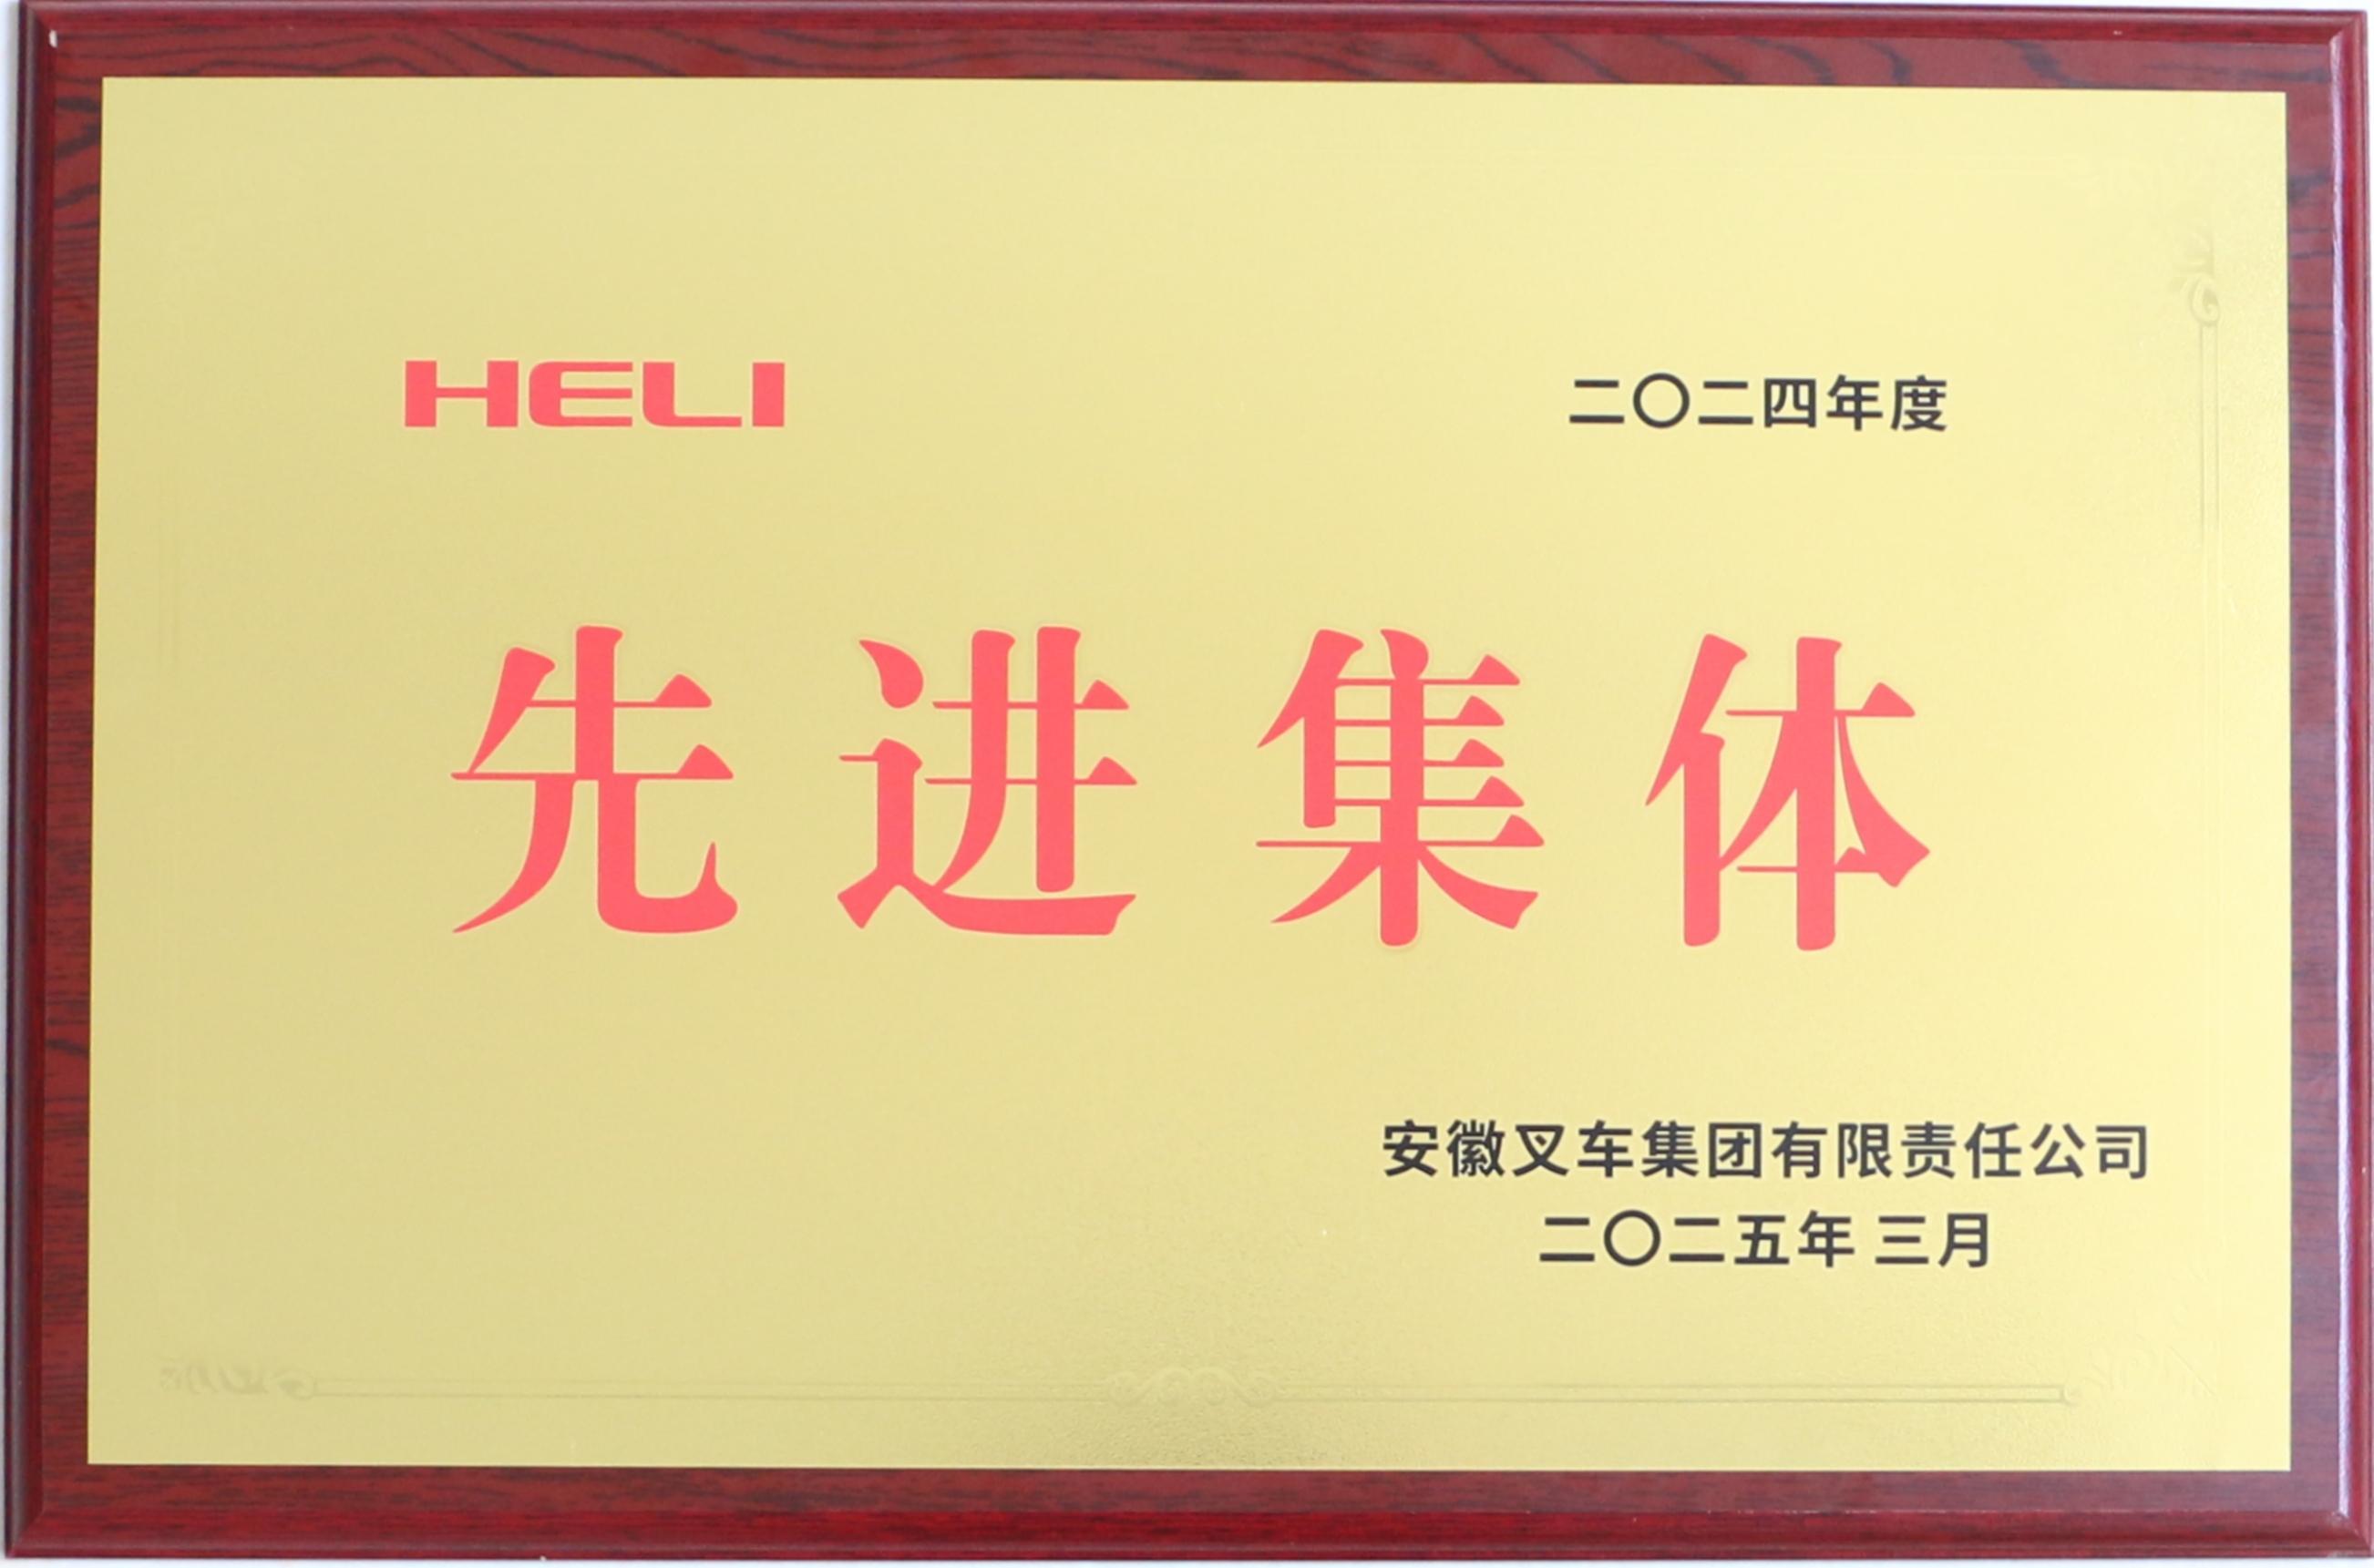 HELI
二〇二四年度
先进集体
安徽叉车集团有限责任公司
二〇二五年 三月